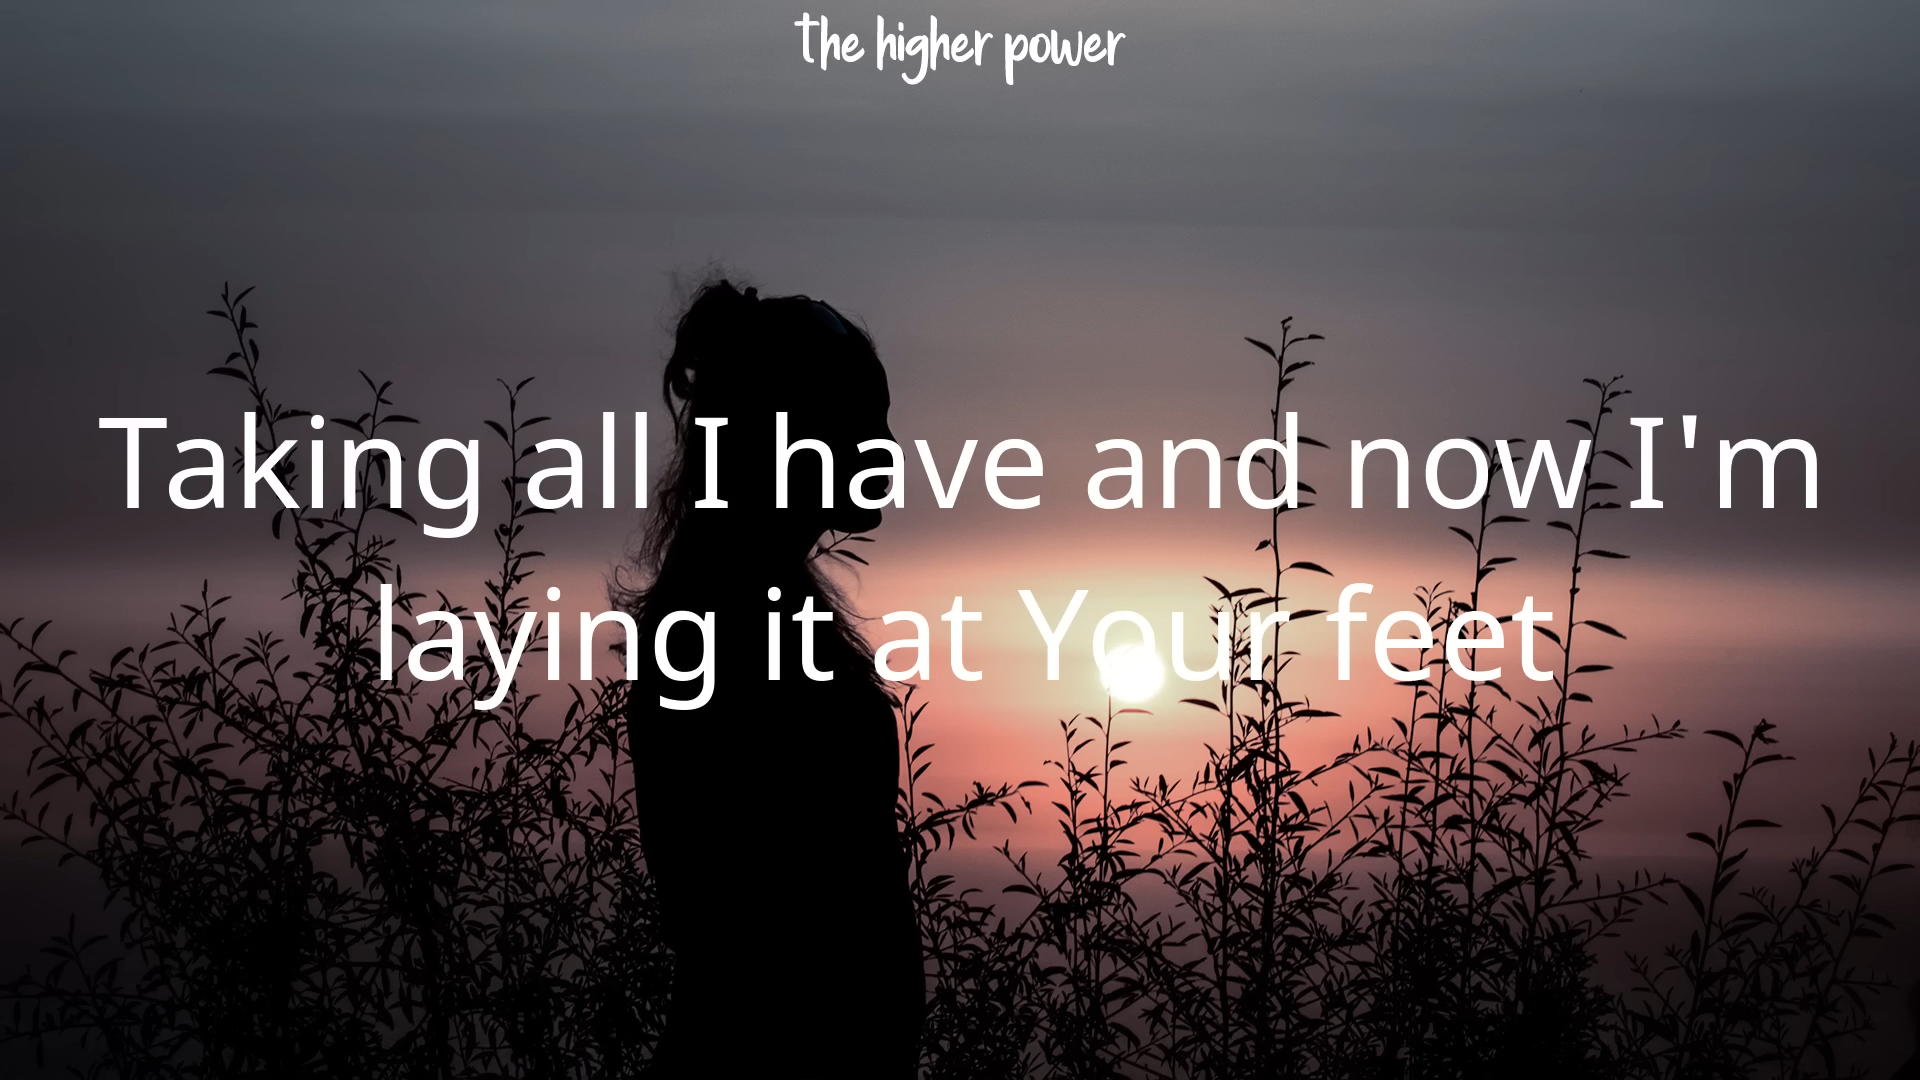 the higher power
Taking all I have and now I'm
laying it at Your feet